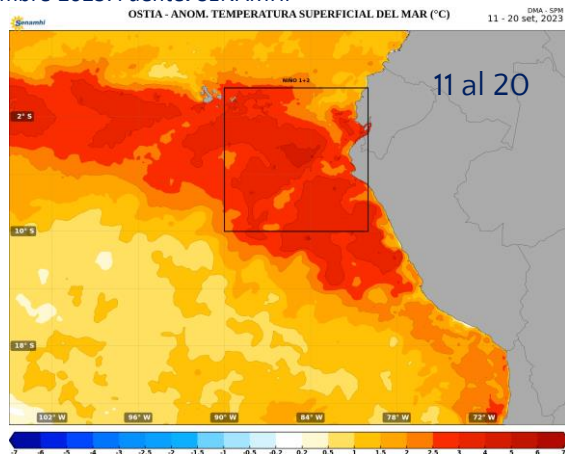 OSTIA - ANOM. TEMPERATURA SUPERFICIAL DEL MAR (°C)
DMA - SPM
11 - 20 set, 2023
Senamhi
11 al 20
NIÑO 1+2
2° S
10° S
18° S
102° W 96° W 90° W 84° W 78° W 72° W
-7 -6 -5 -4 -3 -2.5 -2 -1.5 -1 -0.5 -0.2 0.2 0.5 1 1.5 2 2.5 3 4 5 6 7